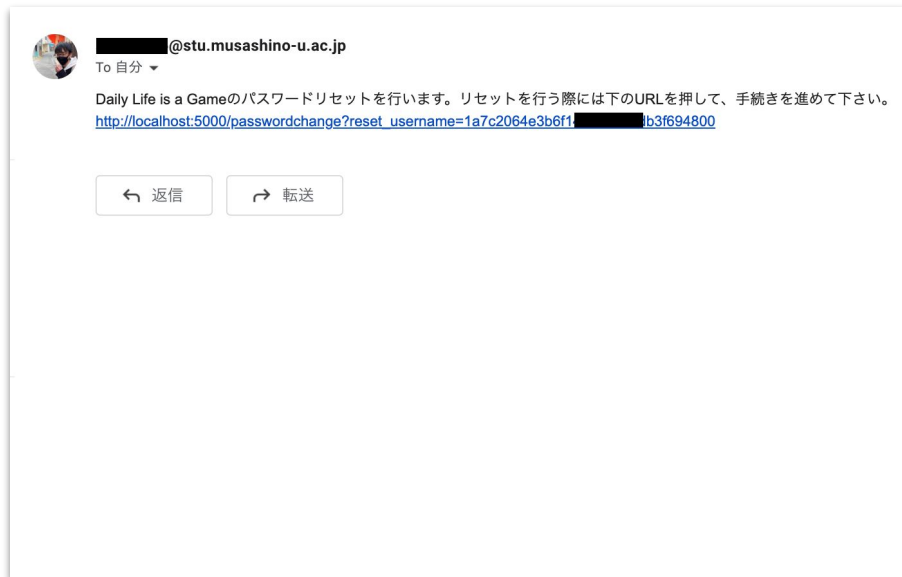 @stu.musashino-u.ac.jp
To 自分
Daily Life is a Gameのパスワードリセットを行います。リセットを行う際には下のURLを押して、手続きを進めて下さい。
http://localhost:5000/passwordchange?reset_username=1a7c2064e3b6f1 db3f694800
返信 転送